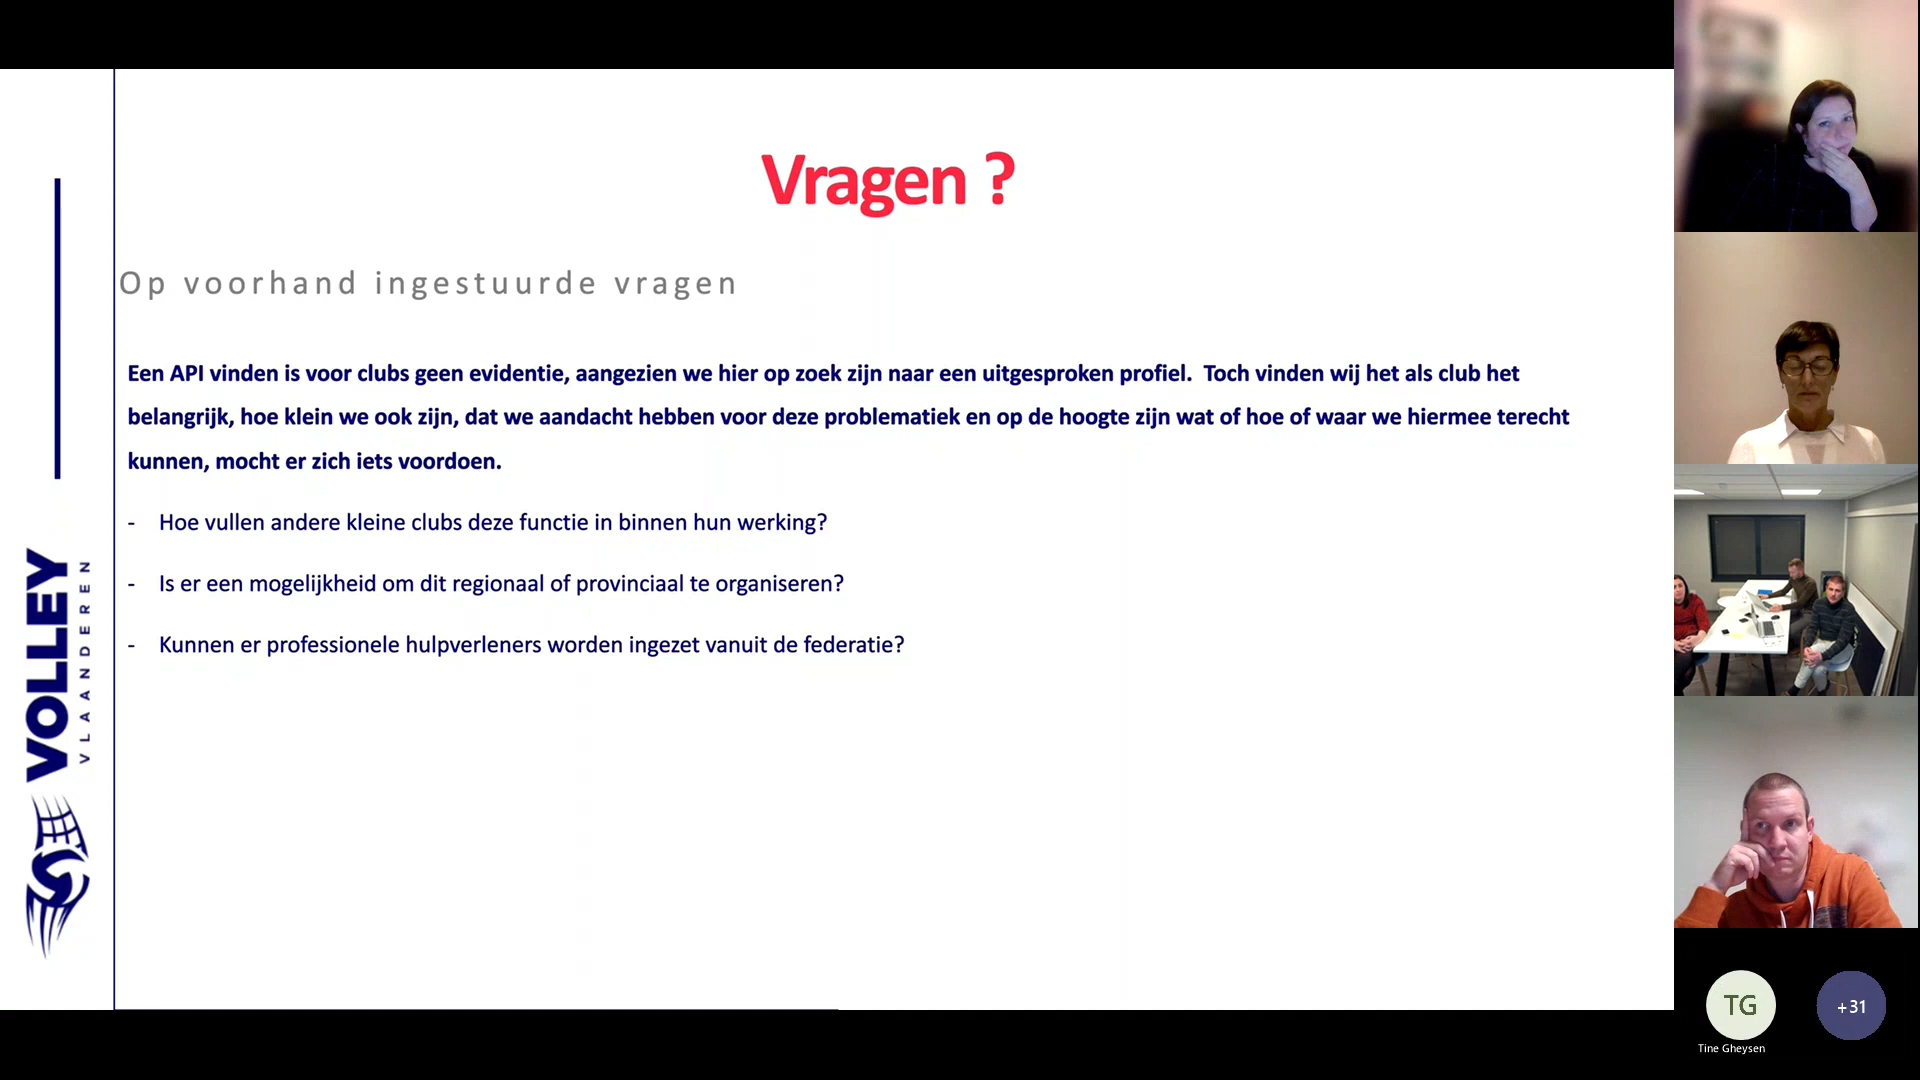 Vragen ?
Op voorhand ingestuurde vragen
Een API vinden is voor clubs geen evidentie, aangezien we hier op zoek zijn naar een uitgesproken profiel.  Toch vinden wij het als club het
belangrijk, hoe klein we ook zijn, dat we aandacht hebben voor deze problematiek en op de hoogte zijn wat of hoe of waar we hiermee terecht
kunnen, mocht er zich iets voordoen.
- Hoe vullen andere kleine clubs deze functie in binnen hun werking?
- Is er een mogelijkheid om dit regionaal of provinciaal te organiseren?
- Kunnen er professionele hulpverleners worden ingezet vanuit de federatie?
VOLLEY
VLAANDEREN
TG
+31
Tine Gheysen